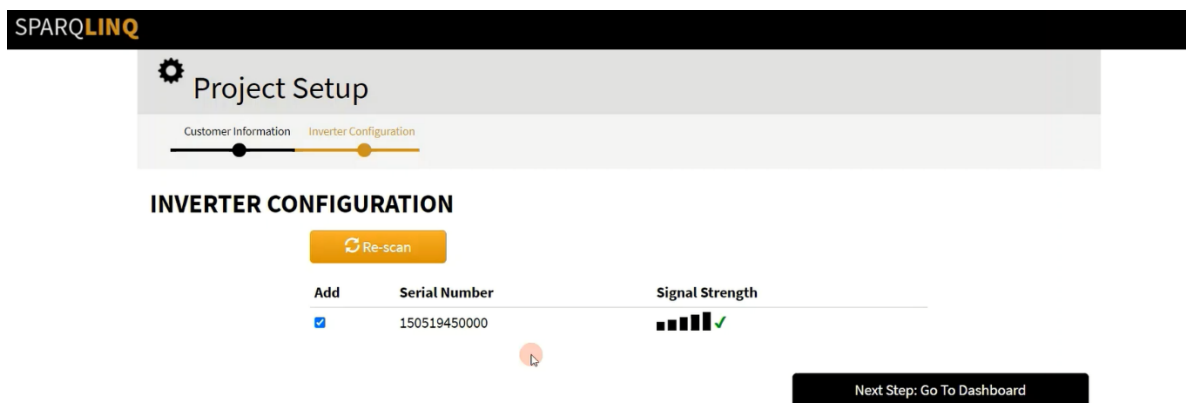 SPARQLINQ
Project Setup
Customer Information Inverter Configuration
INVERTER CONFIGURATION
Re-scan
Add Serial Number Signal Strength
150519450000
Next Step: Go To Dashboard